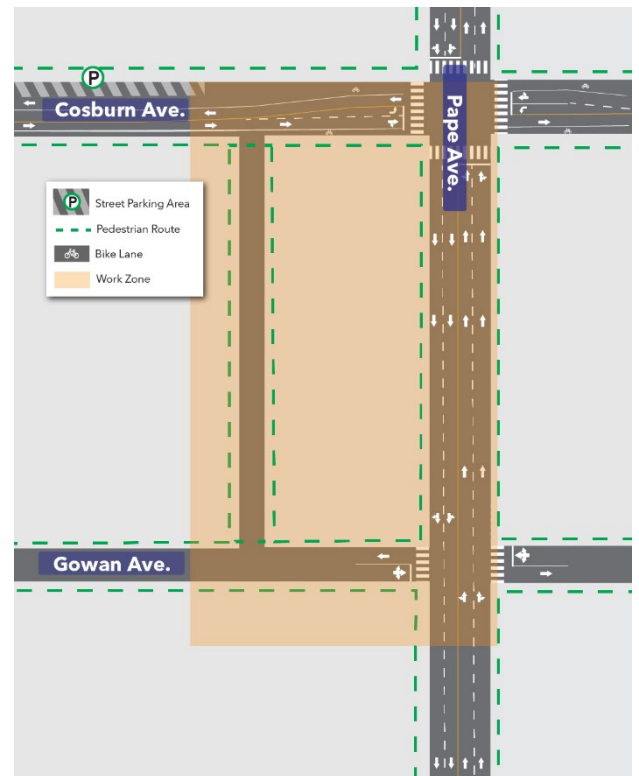 P
Cosburn Ave.
Pape Ave.
P Street Parking Area
Pedestrian Route
Bike Lane
Work Zone
Gowan Ave.